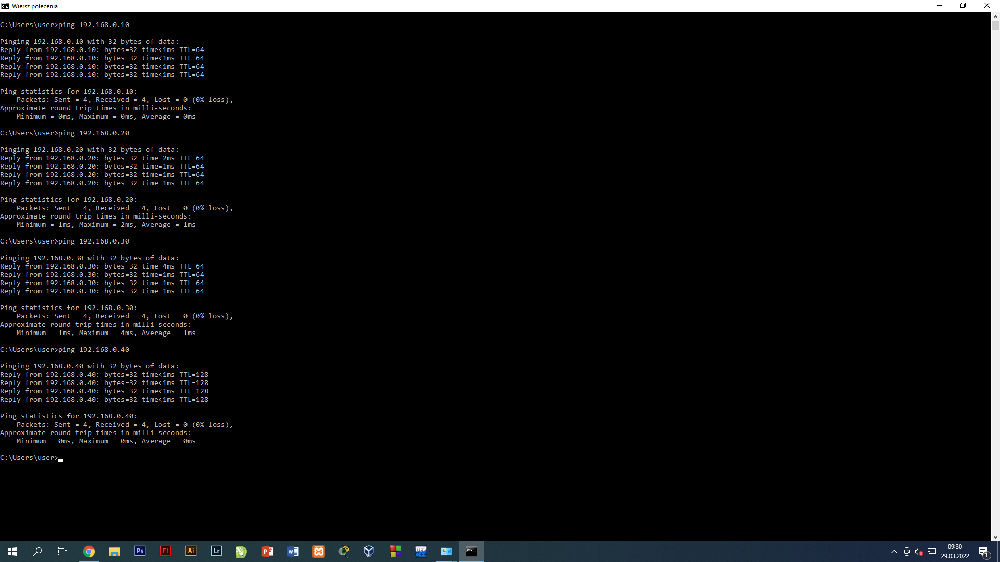 Wiersz polecenia
C:\Users\user>ping 192.168.0.10
Pinging 192.168.0.10 with 32 bytes of data:
Reply from 192.168.0.10: bytes=32 time<1ms TTL=64
Reply from 192.168.0.10: bytes=32 time<1ms TTL=64
Reply from 192.168.0.10: bytes=32 time<1ms TTL=64
Reply from 192.168.0.10: bytes=32 time<1ms TTL=64
Ping statistics for 192.168.0.10:
    Packets: Sent = 4, Received = 4, Lost = 0 (0% loss),
Approximate round trip times in milli-seconds:
    Minimum = 0ms, Maximum = 0ms, Average = 0ms
C:\Users\user>ping 192.168.0.20
Pinging 192.168.0.20 with 32 bytes of data:
Reply from 192.168.0.20: bytes=32 time=2ms TTL=64
Reply from 192.168.0.20: bytes=32 time=1ms TTL=64
Reply from 192.168.0.20: bytes=32 time=1ms TTL=64
Reply from 192.168.0.20: bytes=32 time=1ms TTL=64
Ping statistics for 192.168.0.20:
    Packets: Sent = 4, Received = 4, Lost = 0 (0% loss),
Approximate round trip times in milli-seconds:
    Minimum = 1ms, Maximum = 2ms, Average = 1ms
C:\Users\user>ping 192.168.0.30
Pinging 192.168.0.30 with 32 bytes of data:
Reply from 192.168.0.30: bytes=32 time=4ms TTL=64
Reply from 192.168.0.30: bytes=32 time=1ms TTL=64
Reply from 192.168.0.30: bytes=32 time=1ms TTL=64
Reply from 192.168.0.30: bytes=32 time=1ms TTL=64
Ping statistics for 192.168.0.30:
    Packets: Sent = 4, Received = 4, Lost = 0 (0% loss),
Approximate round trip times in milli-seconds:
    Minimum = 1ms, Maximum = 4ms, Average = 1ms
C:\Users\user>ping 192.168.0.40
Pinging 192.168.0.40 with 32 bytes of data:
Reply from 192.168.0.40: bytes=32 time<1ms TTL=128
Reply from 192.168.0.40: bytes=32 time<1ms TTL=128
Reply from 192.168.0.40: bytes=32 time<1ms TTL=128
Reply from 192.168.0.40: bytes=32 time<1ms TTL=128
Ping statistics for 192.168.0.40:
    Packets: Sent = 4, Received = 4, Lost = 0 (0% loss),
Approximate round trip times in milli-seconds:
    Minimum = 0ms, Maximum = 0ms, Average = 0ms
C:\Users\user>
Ps Fl Ai Lr P W DEV
09:30
29.03.2022
1